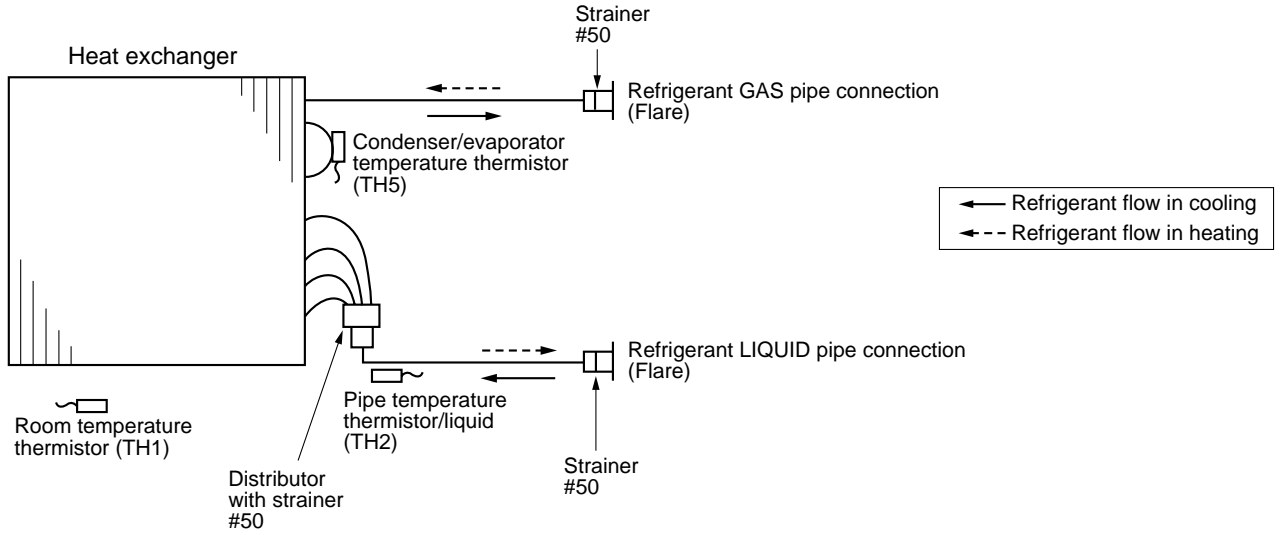 Strainer
#50
Heat exchanger
Refrigerant GAS pipe connection
(Flare)
Condenser/evaporator
temperature thermistor
(TH5)
Refrigerant flow in cooling
Refrigerant flow in heating
Refrigerant LIQUID pipe connection
(Flare)
Pipe temperature
thermistor/liquid
(TH2)
Room temperature
thermistor (TH1)
Distributor
with strainer
#50
Strainer
#50